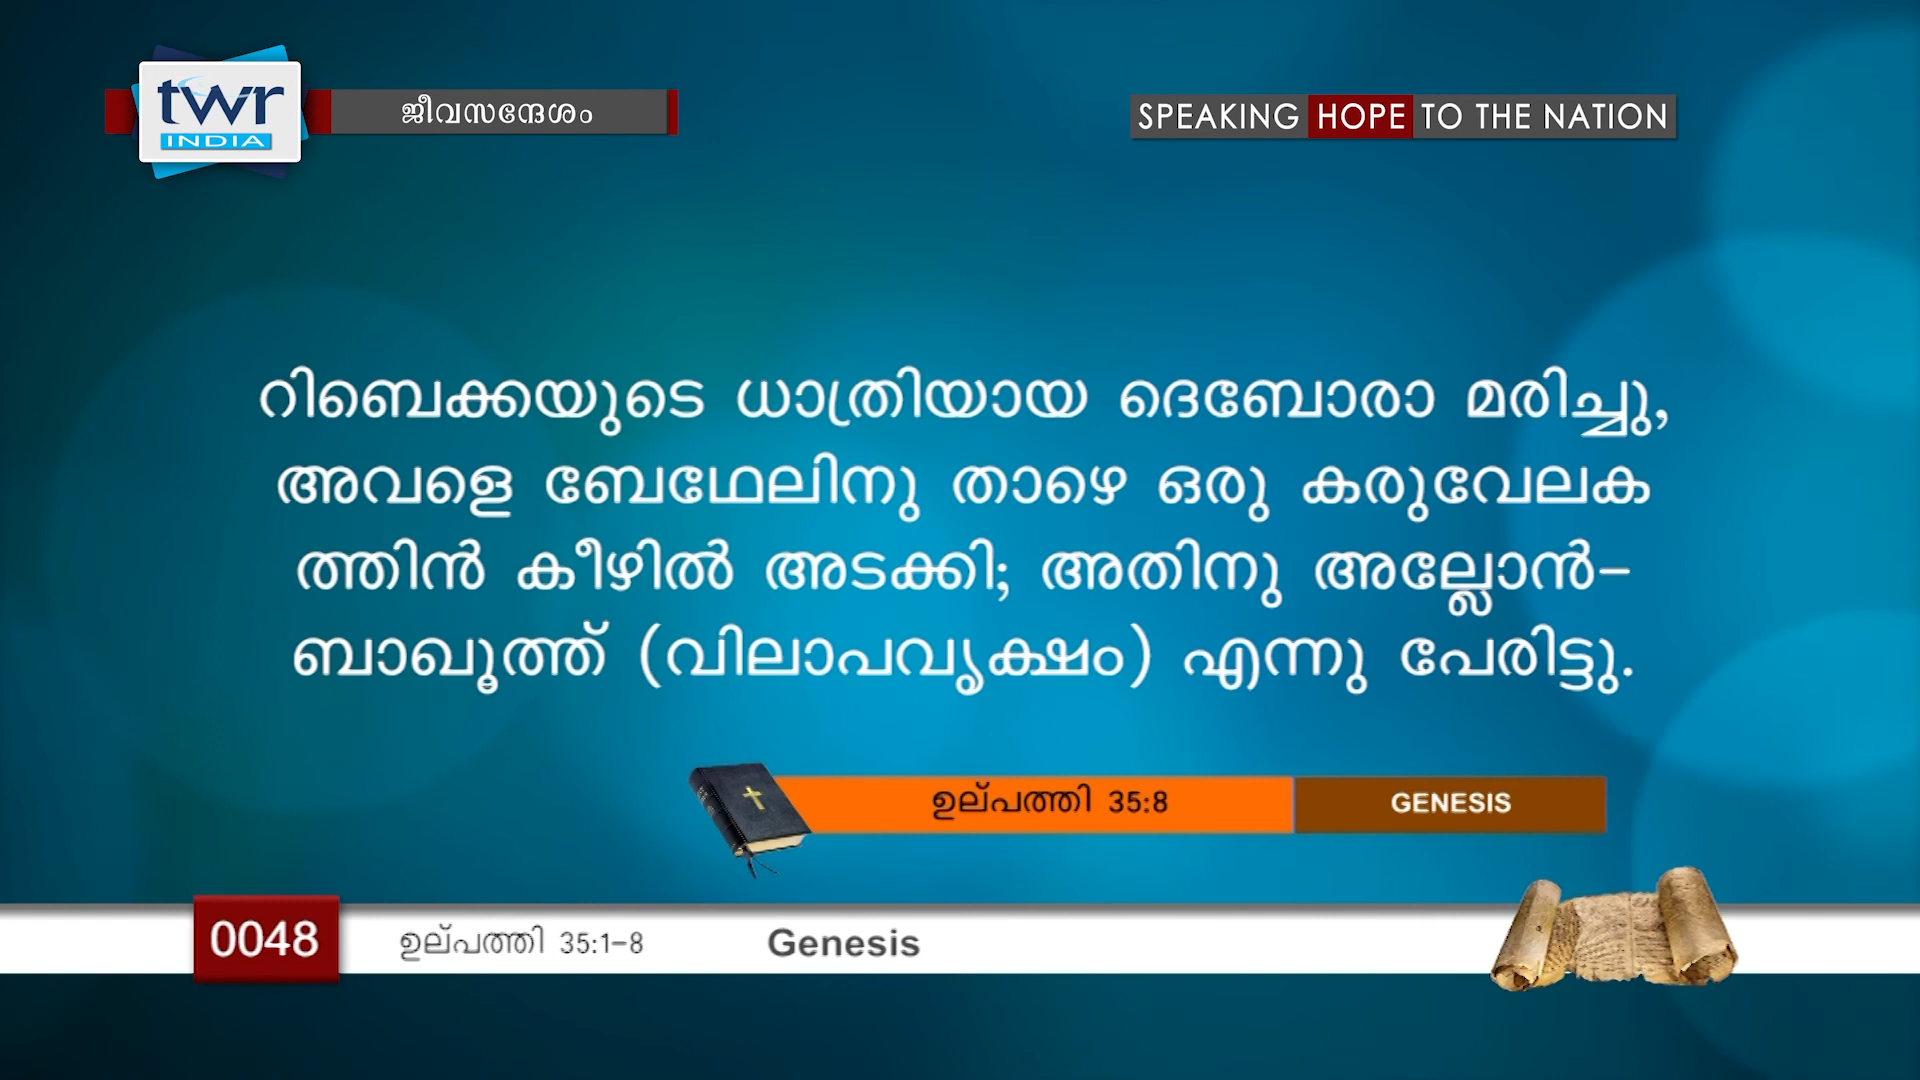 twr
INDIA
ജീവസന്ദേശം
SPEAKING HOPE TO THE NATION
റിബെക്കയുടെ ധാത്രിയായ ദെബോരാ മരിച്ചു,
അവളെ ബേഥേലിനു താഴെ ഒരു കരുവേലക
ത്തിൻ കീഴിൽ അടക്കി; അതിനു അല്ലോൻ-
ബാഖൂത്ത് (വിലാപവൃക്ഷം) എന്നു പേരിട്ടു.
ഉല്പത്തി 35:8
GENESIS
0048
ഉല്പത്തി 35:1-8
Genesis